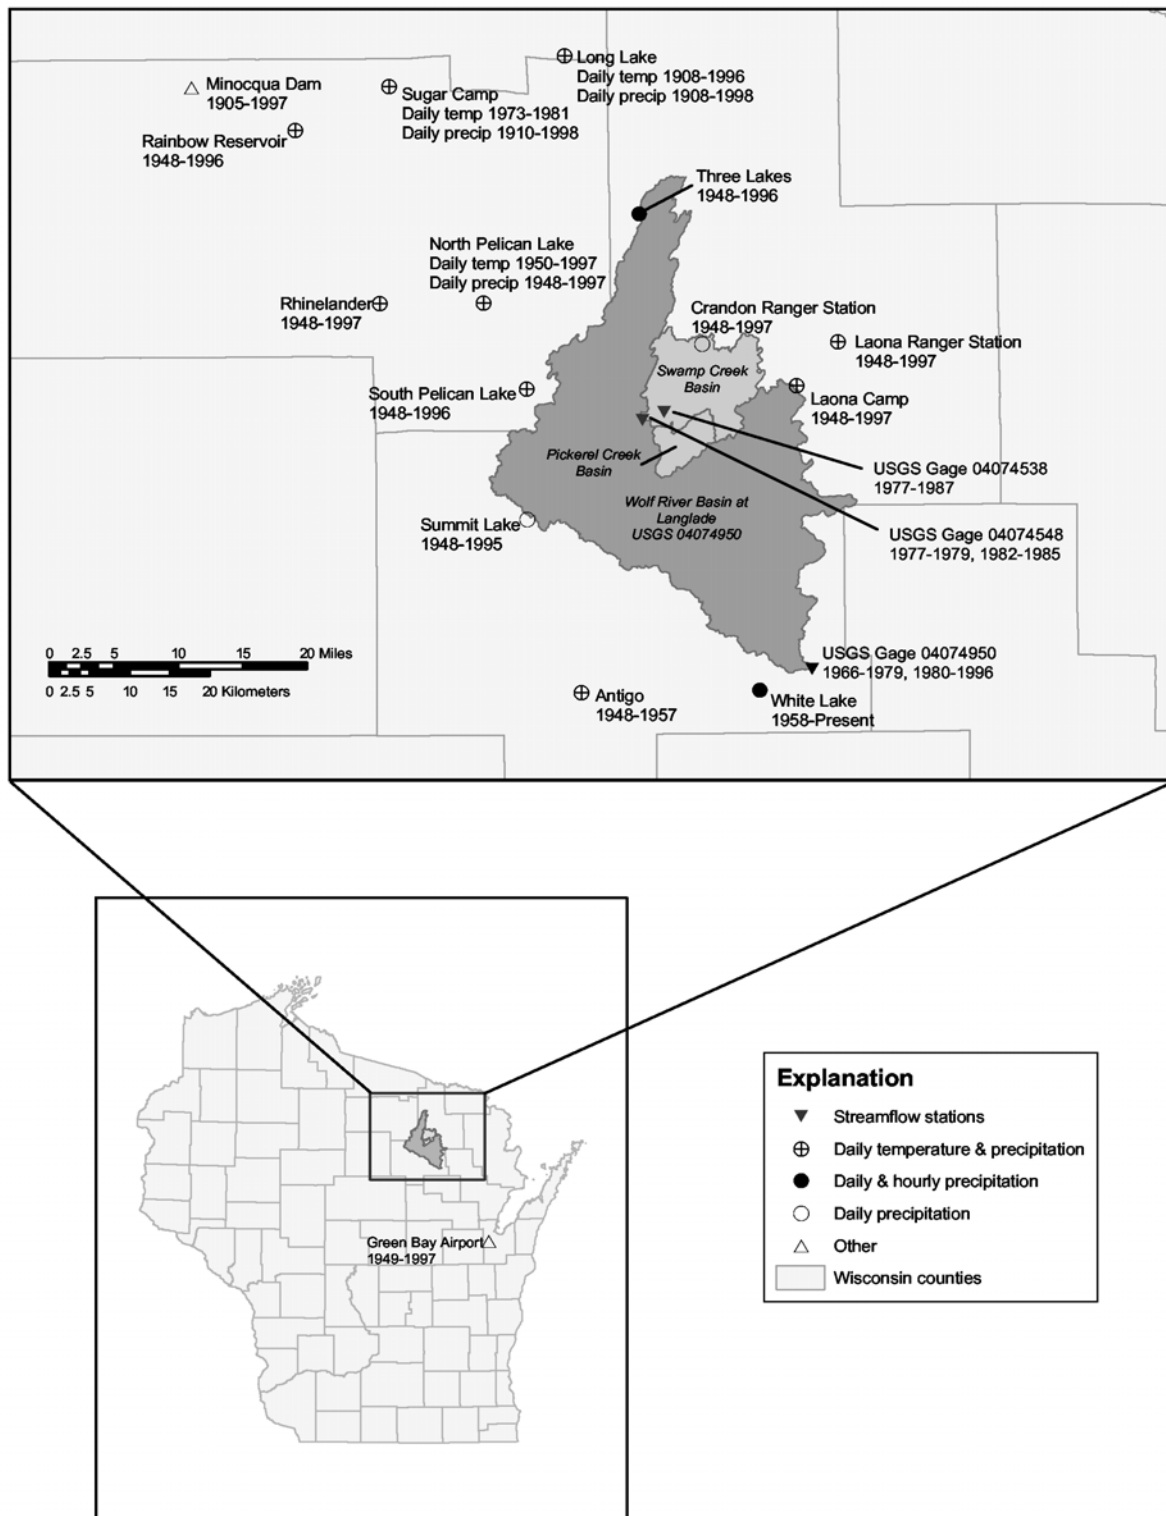 Long Lake
Daily temp 1908-1996
Daily precip 1908-1998
Minocqua Dam
1905-1997
Sugar Camp
Daily temp 1973-1981
Daily precip 1910-1998
Rainbow Reservoir
1948-1996
Three Lakes
1948-1996
North Pelican Lake
Daily temp 1950-1997
Daily precip 1948-1997
Rhinelander
1948-1997
Crandon Ranger Station
1948-1997
Laona Ranger Station
1948-1997
Swamp Creek
Basin
South Pelican Lake
1948-1996
Laona Camp
1948-1997
Pickerel Creek
Basin
USGS Gage 04074538
1977-1987
Wolf River Basin at
Langlade
USGS 04074950
Summit Lake
1948-1995
USGS Gage 04074548
1977-1979, 1982-1985
0 2.5 5 10 15 20 Miles
0 2.5 5 10 15 20 Kilometers
USGS Gage 04074950
1966-1979, 1980-1996
Antigo
1948-1957
White Lake
1958-Present
Green Bay Airport
1949-1997
Explanation
Streamflow stations
Daily temperature & precipitation
Daily & hourly precipitation
Daily precipitation
Other
Wisconsin counties